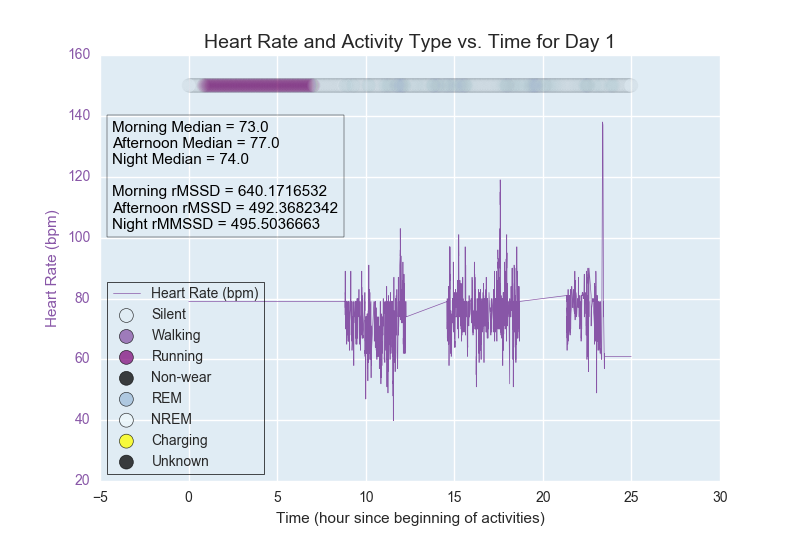 Heart Rate and Activity Type vs. Time for Day 1
160
140
120
100
80
60
40
20
Heart Rate (bpm)
Morning Median = 73.0
Afternoon Median = 77.0
Night Median = 74.0
Morning rMSSD = 640.1716532
Afternoon rMSSD = 492.3682342
Night rMMSSD = 495.5036663
Heart Rate (bpm)
Silent
Walking
Running
Non-wear
REM
NREM
Charging
Unknown
−5 0 5 10 15 20 25 30
Time (hour since beginning of activities)